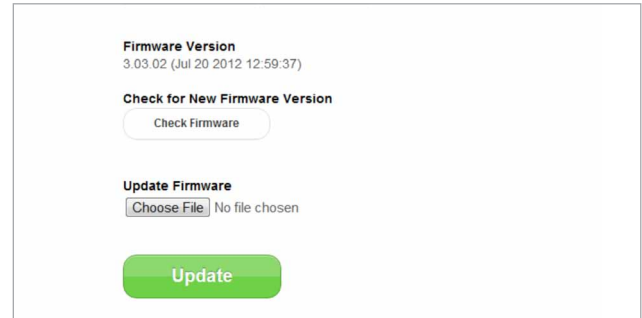 Firmware Version
3.03.02 (Jul 20 2012 12:59:37)
Check for New Firmware Version
Check Firmware
Update Firmware
Choose File No file chosen
Update